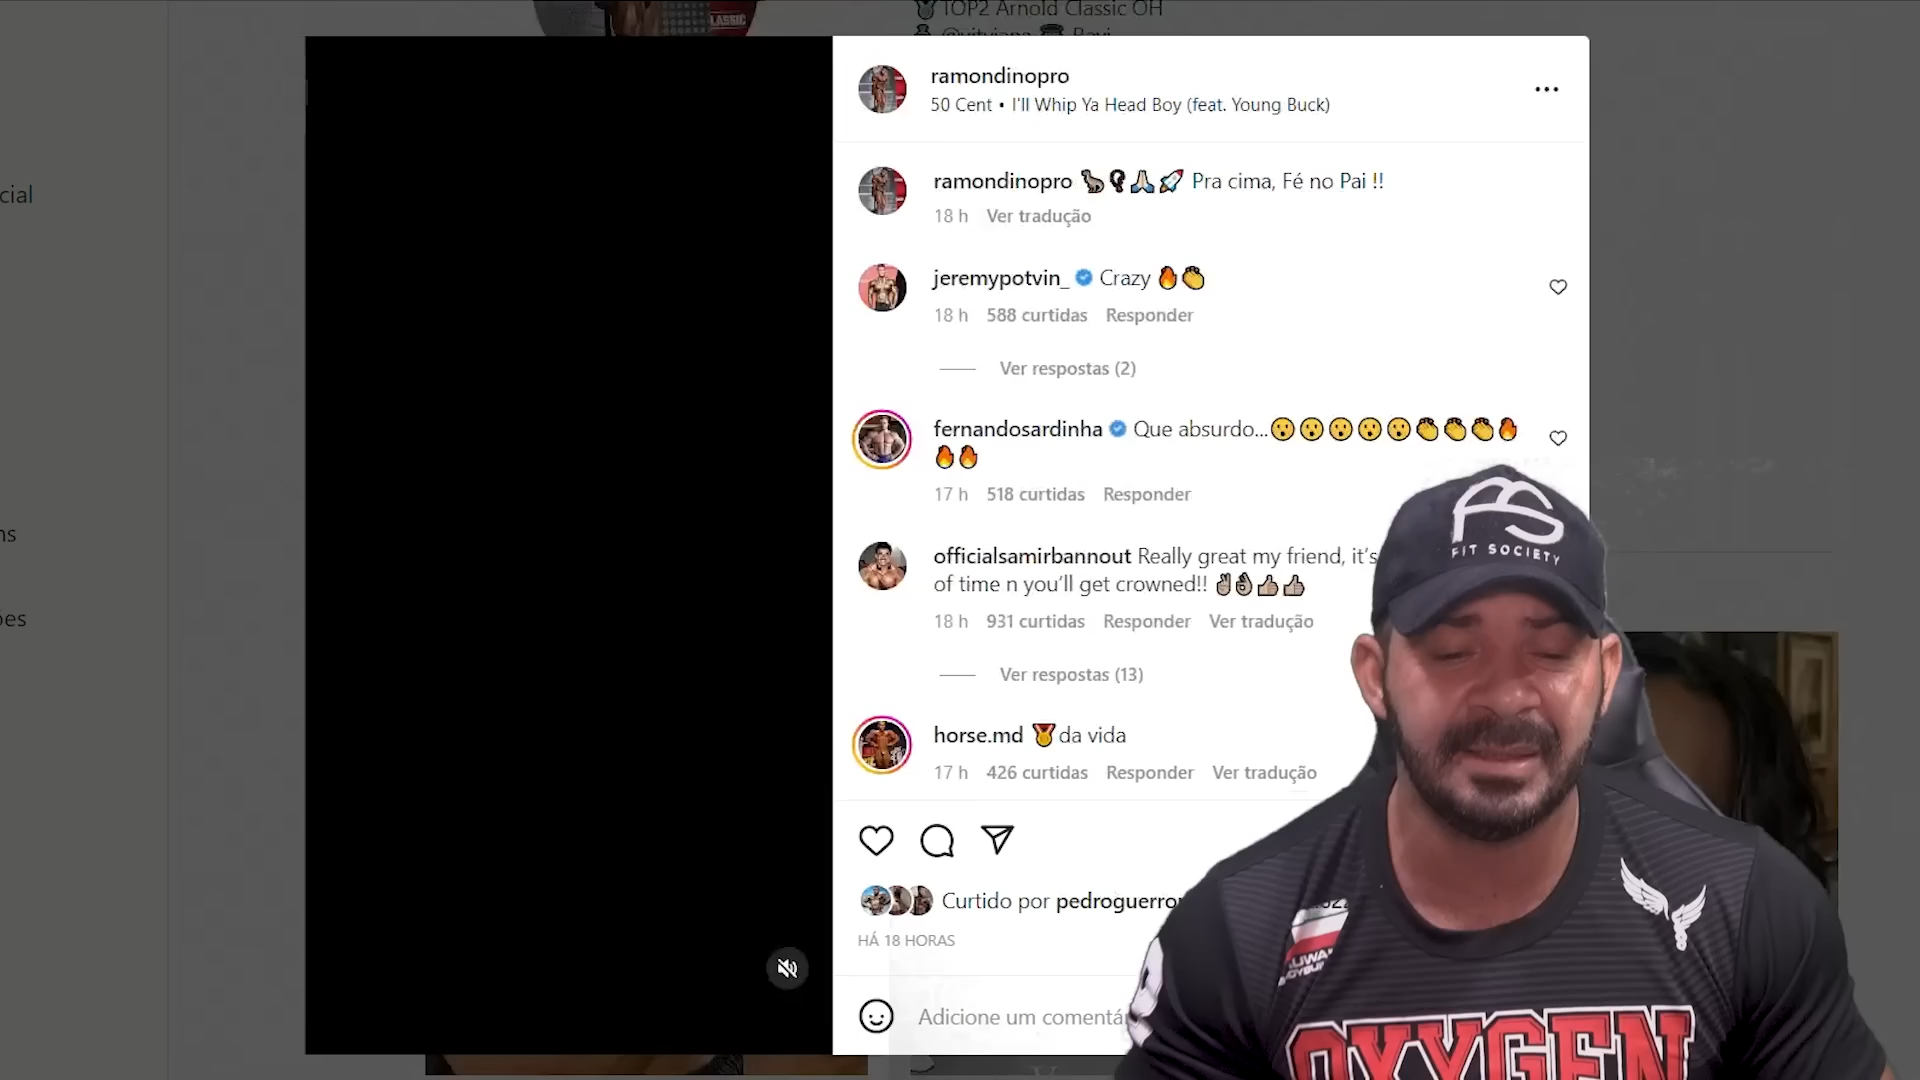 TOP2 Arnold Classic OH
CLASSIC
ramondinopro
50 Cent • I'll Whip Ya Head Boy (feat. Young Buck)
ramondinopro 🦕🗣🙏🏻🚀 Pra cima, Fé no Pai !!
18 h Ver tradução
jeremypotvin_ Crazy 🔥👏
18 h 588 curtidas Responder
Ver respostas (2)
fernandosardinha Que absurdo...😮😮😮😮😮👏👏👏🔥
🔥🔥
17 h 518 curtidas Responder
officialsamirbannout Really great my friend, it's
of time n you'll get crowned!! ✌🏽👌🏽👍🏼👍🏼
18 h 931 curtidas Responder Ver tradução
Ver respostas (13)
horse.md 🏅da vida
17 h 426 curtidas Responder Ver tradução
Curtido por pedroguerro
HÁ 18 HORAS
Adicione um comentá
cial
ns
ões
FS
FIT SOCIETY
OXYGEN